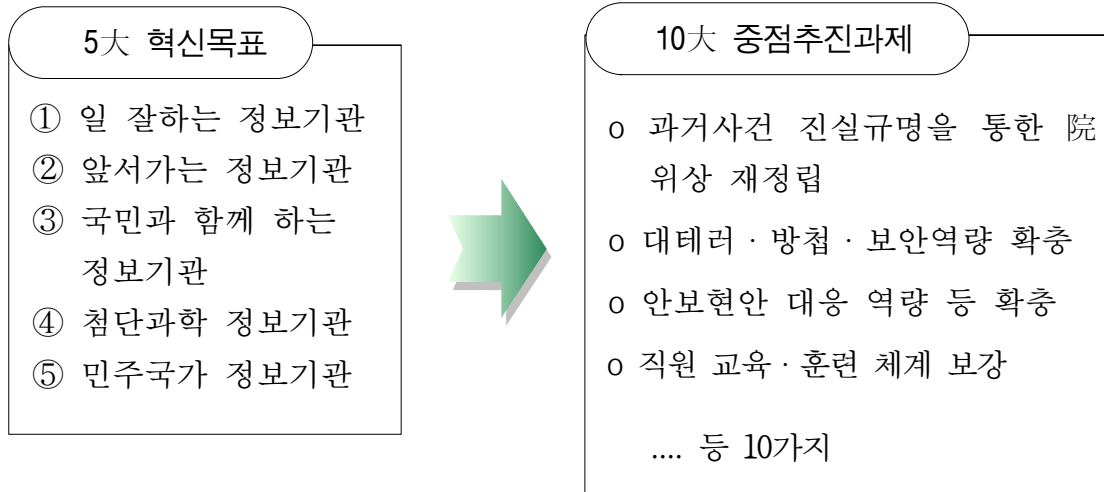 5大 혁신목표
① 일 잘하는 정보기관
② 앞서가는 정보기관
③ 국민과 함께 하는
정보기관
④ 첨단과학 정보기관
⑤ 민주국가 정보기관
10大 중점추진과제
o 과거사건 진실규명을 통한 院
위상 재정립
o 대테러·방첩·보안역량 확충
o 안보현안 대응 역량 등 확충
o 직원 교육·훈련 체계 보강
.... 등 10가지